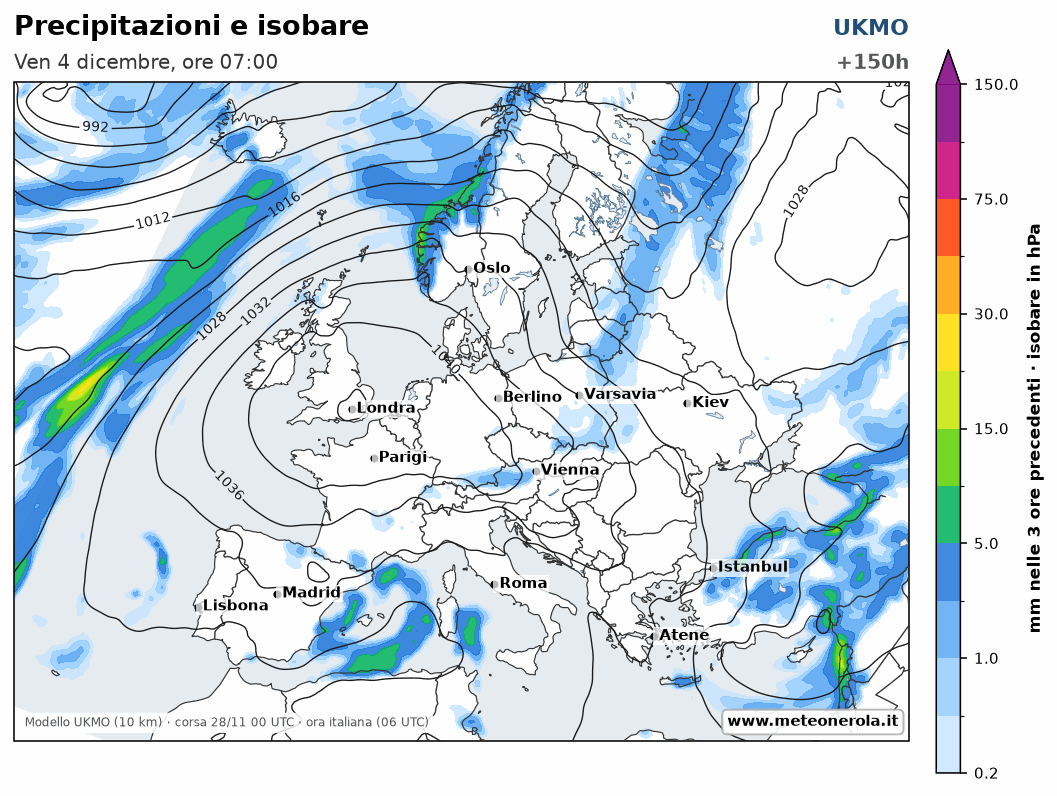 Precipitazioni e isobare
UKMO
Ven 4 dicembre, ore 07:00
+150h
992
1012
1016
1028
1032
1028
1036
Oslo
Berlino
Varsavia
Kiev
Londra
Parigi
Vienna
Istanbul
Roma
Madrid
Lisbona
Atene
Modello UKMO (10 km) · corsa 28/11 00 UTC · ora italiana (06 UTC)
www.meteonerola.it
150.0
75.0
30.0
15.0
5.0
1.0
0.2
mm nelle 3 ore precedenti · isobare in hPa